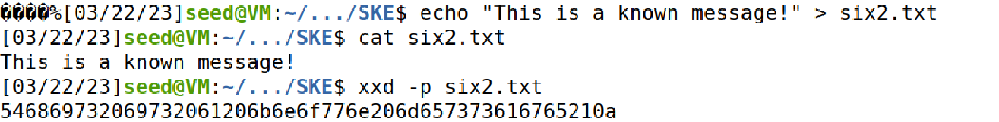 ����%[03/22/23]seed@VM:~/.../SKE$ echo "This is a known message!" > six2.txt
[03/22/23]seed@VM:~/.../SKE$ cat six2.txt
This is a known message!
[03/22/23]seed@VM:~/.../SKE$ xxd -p six2.txt
546869732069732061206b6e6f776e206d657373616765210a